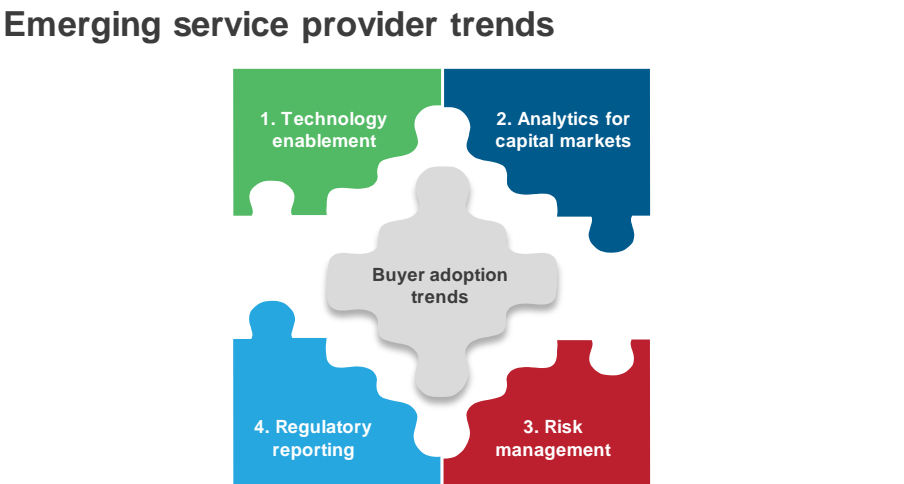 Emerging service provider trends
1. Technology
enablement
2. Analytics for
capital markets
Buyer adoption
trends
4. Regulatory
reporting
3. Risk
management